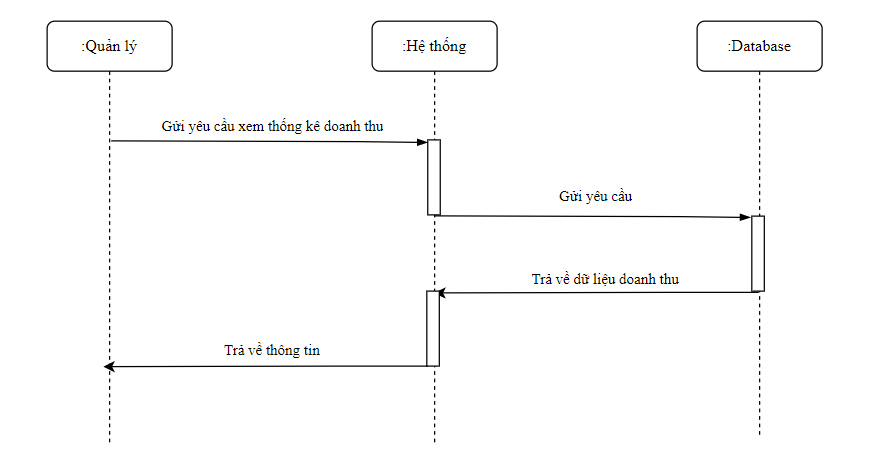 :Quản lý
:Hệ thống
:Database
Gửi yêu cầu xem thống kê doanh thu
Gửi yêu cầu
Trả về dữ liệu doanh thu
Trả về thông tin